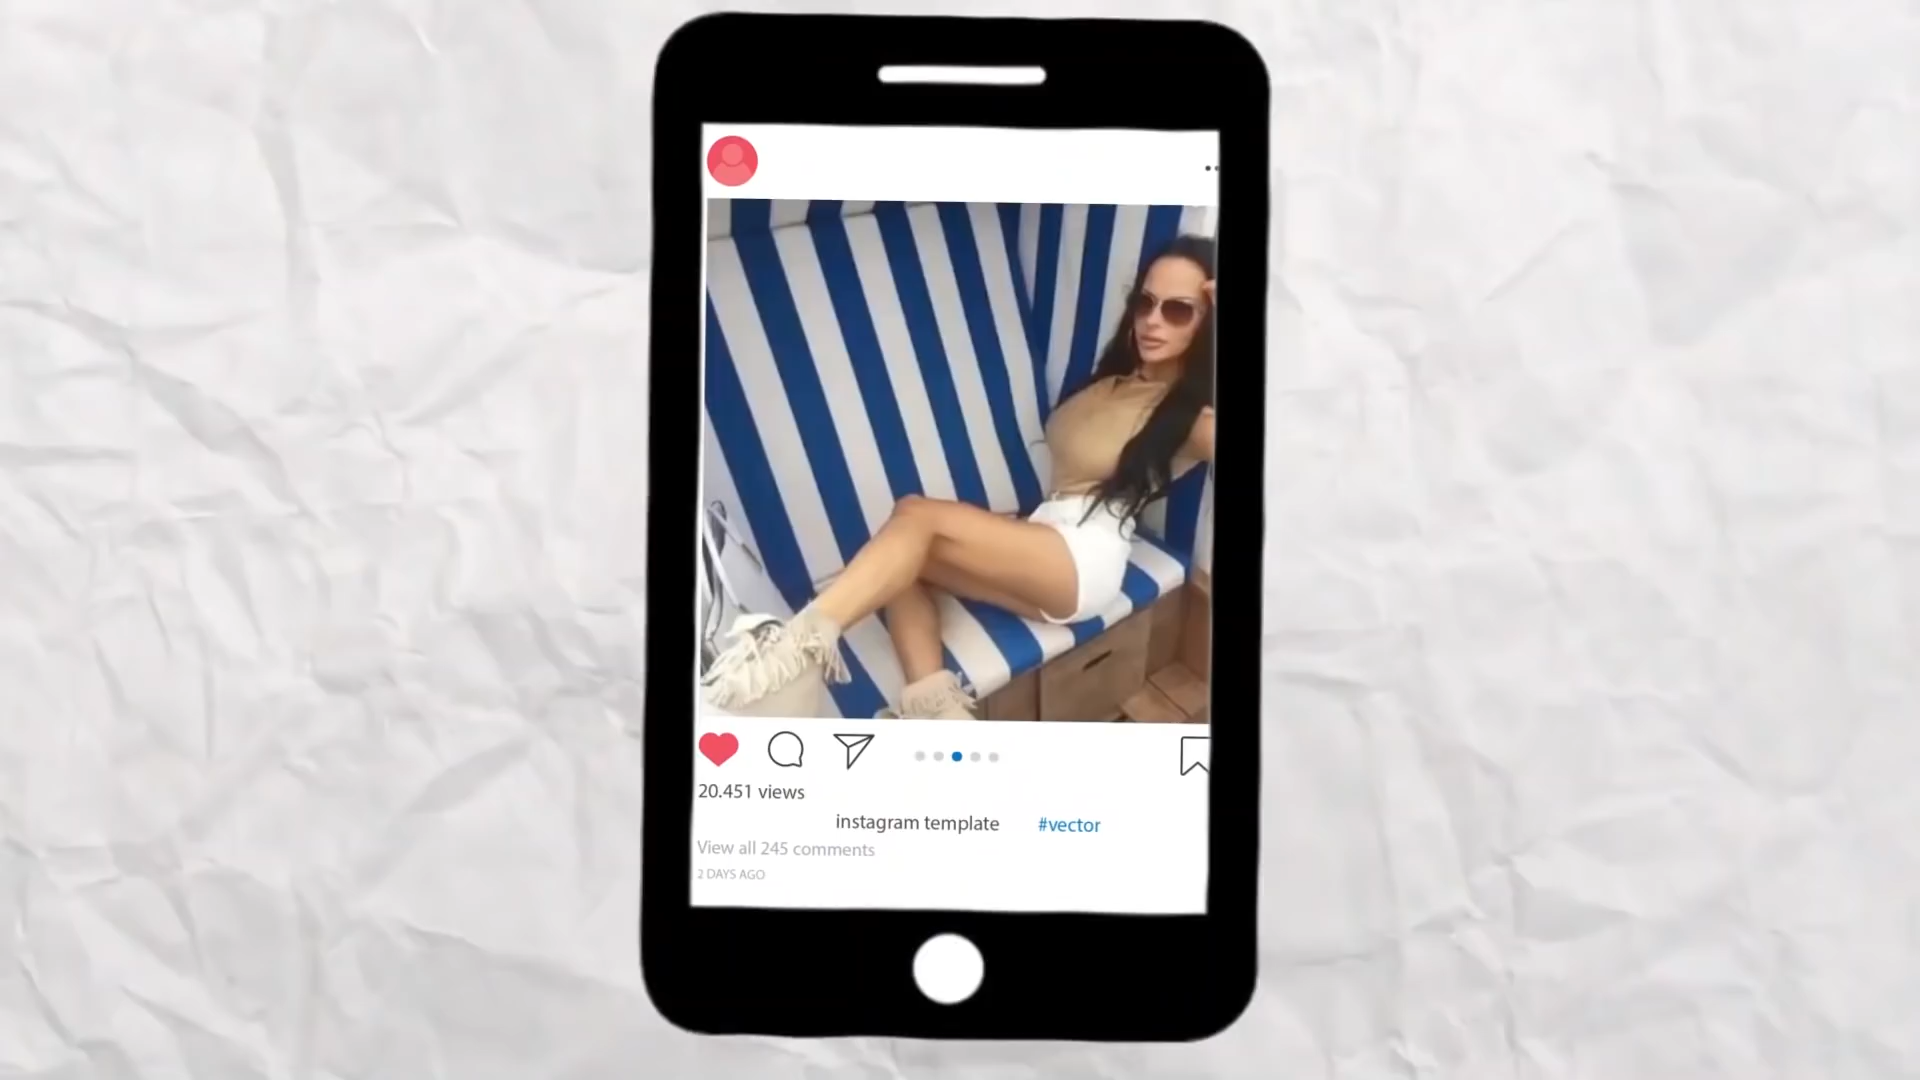 20.451 views
instagram template #vector
View all 245 comments
2 DAYS AGO